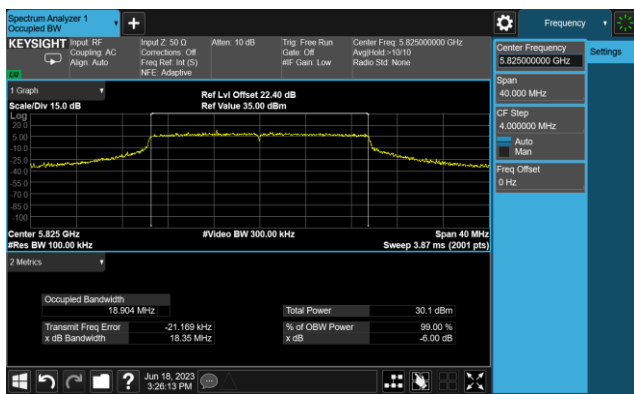 Spectrum Analyzer 1
Occupied BW
Frequency
KEYSIGHT
Input: RF
Coupling: AC
Align: Auto
Input Z: 50 Ω
Corrections: Off
Freq Ref: Int (S)
NFE: Adaptive
Atten: 10 dB
Trig: Free Run
Gate: Off
#IF Gain: Low
Center Freq: 5.825000000 GHz
Avg|Hold:>10/10
Radio Std: None
Center Frequency
5.825000000 GHz
Settings
Span
40.000 MHz
CF Step
4.000000 MHz
Auto
Man
Freq Offset
0 Hz
1 Graph
Scale/Div 15.0 dB
Ref Lvl Offset 22.40 dB
Ref Value 35.00 dBm
Log
20.0
5.00
-10.0
-25.0
-40.0
-55.0
-70.0
-85.0
-100
Center 5.825 GHz
#Video BW 300.00 kHz
Span 40 MHz
#Res BW 100.00 kHz
Sweep 3.87 ms (2001 pts)
2 Metrics
Occupied Bandwidth
18.904 MHz
Total Power 30.1 dBm
Transmit Freq Error -21.169 kHz
% of OBW Power 99.00 %
x dB Bandwidth 18.35 MHz
x dB -6.00 dB
?
Jun 18, 2023
3:26:13 PM